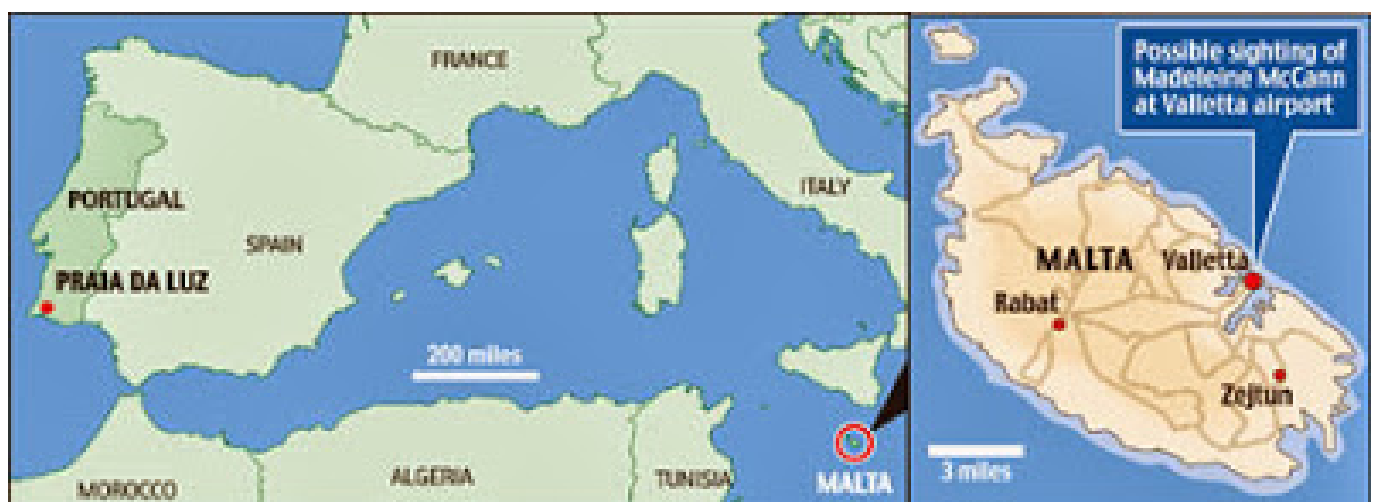 FRANCE
PORTUGAL
SPAIN
ITALY
PRAIA DA LUZ
200 miles
MOROCCO
ALGERIA
TUNISIA
MALTA
Possible sighting of
Madeleine McCann
at Valletta airport
MALTA
Valletta
Rabat
Zejtun
3 miles